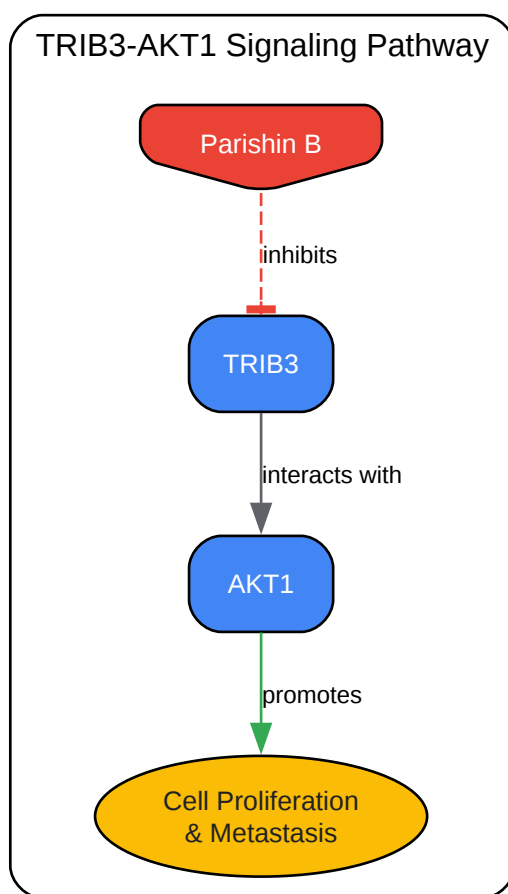 TRIB3-AKT1 Signaling Pathway
Parishin B
inhibits
TRIB3
interacts with
AKT1
promotes
Cell Proliferation
& Metastasis